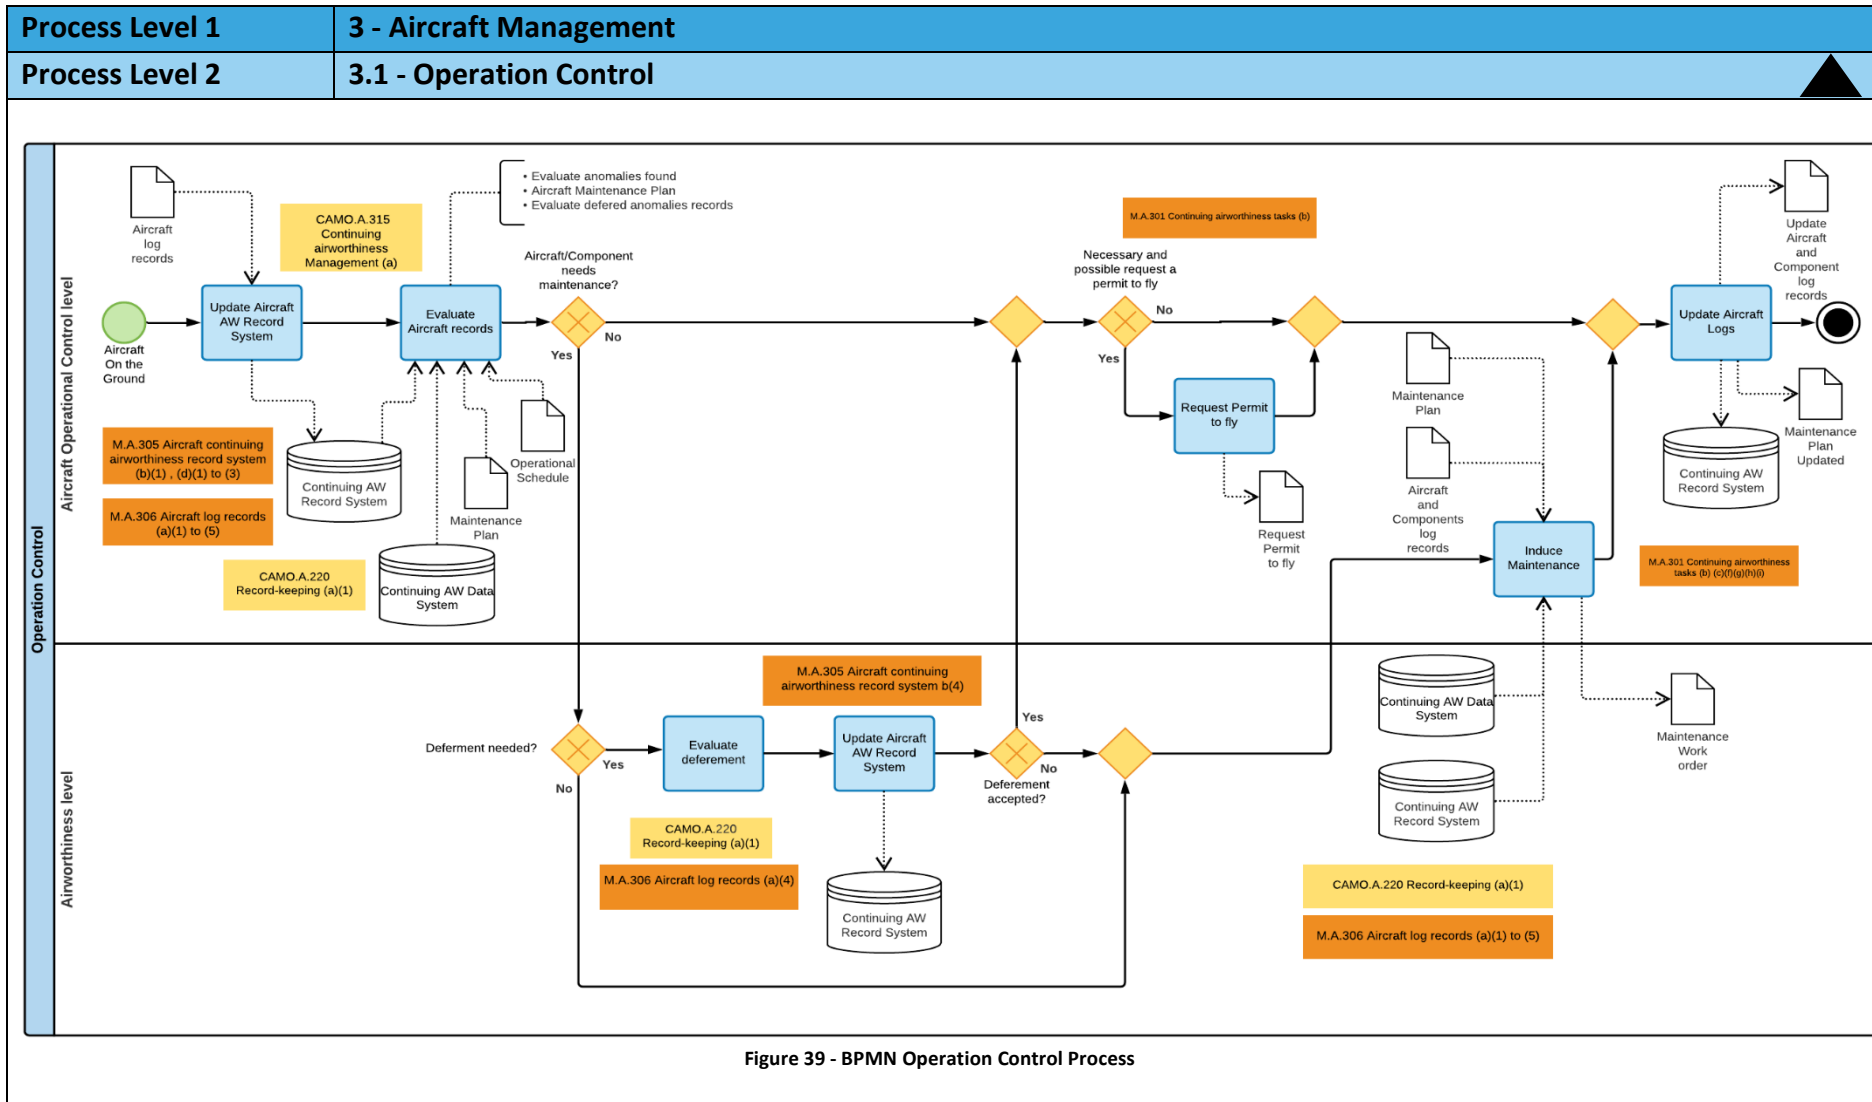 Process Level 1
3 - Aircraft Management
Process Level 2
3.1 - Operation Control
Operation Control
Aircraft Operational Control level
Airworthiness level
Aircraft
log
records
CAMO.A.315
Continuing
airworthiness
Management (a)
• Evaluate anomalies found
• Aircraft Maintenance Plan
• Evaluate defered anomalies records
Aircraft
On the
Ground
Update Aircraft
AW Record
System
Evaluate
Aircraft records
Aircraft/Component
needs
maintenance?
No
Yes
M.A.305 Aircraft continuing
airworthiness record system
(b)(1) , (d)(1) to (3)
M.A.306 Aircraft log records
(a)(1) to (5)
CAMO.A.220
Record-keeping (a)(1)
Continuing AW
Record System
Continuing AW Data
System
Maintenance
Plan
Operational
Schedule
M.A.301 Continuing airworthiness tasks (b)
Necessary and
possible request a
permit to fly
No
Yes
Request Permit
to fly
Request
Permit
to fly
Maintenance
Plan
Aircraft
and
Components
log
records
Induce
Maintenance
Update Aircraft
Logs
Update
Aircraft
and
Component
log
records
Maintenance
Plan
Updated
Continuing AW
Record System
M.A.301 Continuing airworthiness
tasks (b) (c)(f)(g)(h)(i)
Deferment needed?
Yes
No
Evaluate
deferement
M.A.305 Aircraft continuing
airworthiness record system b(4)
Update Aircraft
AW Record
System
Yes
No
Deferement
accepted?
CAMO.A.220
Record-keeping (a)(1)
M.A.306 Aircraft log records (a)(4)
Continuing AW
Record System
Continuing AW Data
System
Continuing AW
Record System
Maintenance
Work
order
CAMO.A.220 Record-keeping (a)(1)
M.A.306 Aircraft log records (a)(1) to (5)
Figure 39 - BPMN Operation Control Process